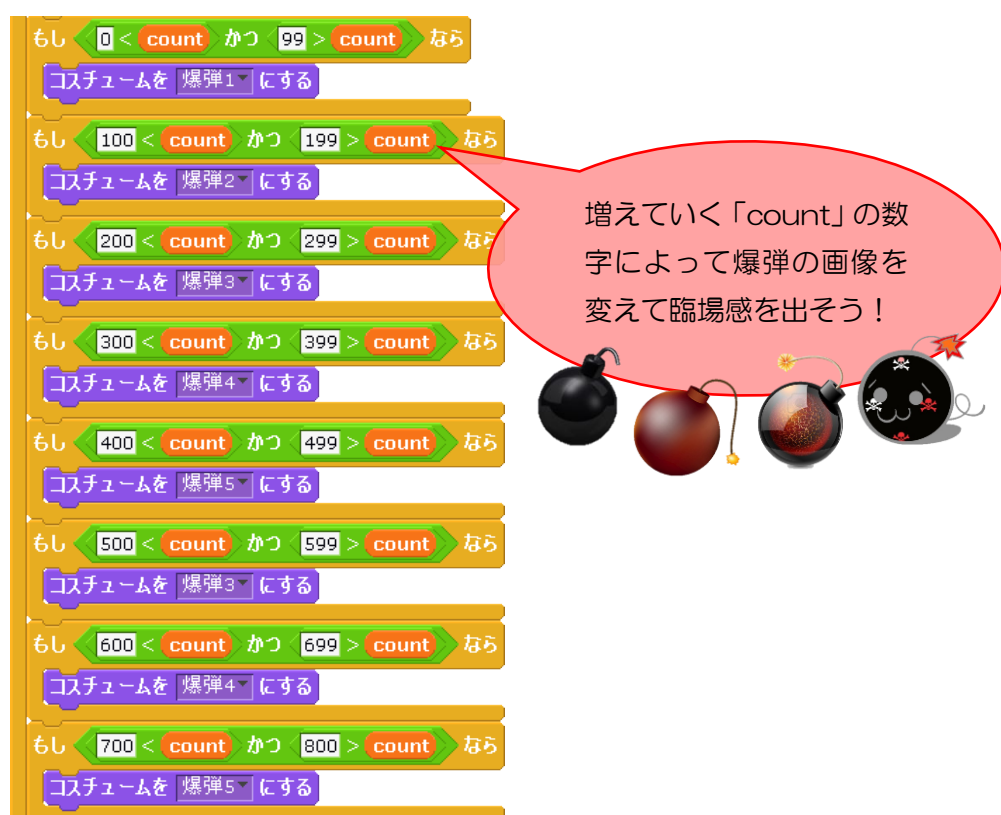 もし 0 < count かつ 99 > count なら
コスチュームを 爆弾1 にする
もし 100 < count かつ 199 > count なら
コスチュームを 爆弾2 にする
もし 200 < count かつ 299 > count なら
コスチュームを 爆弾3 にする
もし 300 < count かつ 399 > count なら
コスチュームを 爆弾4 にする
もし 400 < count かつ 499 > count なら
コスチュームを 爆弾5 にする
もし 500 < count かつ 599 > count なら
コスチュームを 爆弾3 にする
もし 600 < count かつ 699 > count なら
コスチュームを 爆弾4 にする
もし 700 < count かつ 800 > count なら
コスチュームを 爆弾5 にする
増えていく「count」の数
字によって爆弾の画像を
変えて臨場感を出そう！